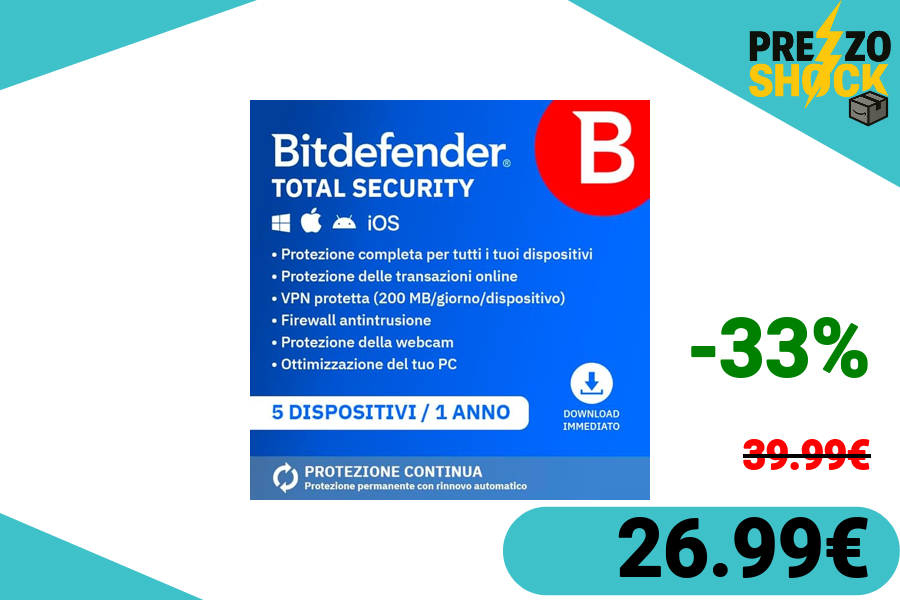 PREZZO
SHOCK
Bitdefender®
TOTAL SECURITY
iOS
• Protezione completa per tutti i tuoi dispositivi
• Protezione delle transazioni online
• VPN protetta (200 MB/giorno/dispositivo)
• Firewall antintrusione
• Protezione della webcam
• Ottimizzazione del tuo PC
5 DISPOSITIVI / 1 ANNO
DOWNLOAD
IMMEDIATO
PROTEZIONE CONTINUA
Protezione permanente con rinnovo automatico
B
-33%
39.99€
26.99€